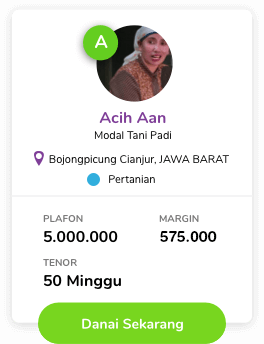 A
Acih Aan
Modal Tani Padi
Bojongpicung Cianjur, JAWA BARAT
Pertanian
PLAFON MARGIN
5.000.000 575.000
TENOR
50 Minggu
Danai Sekarang